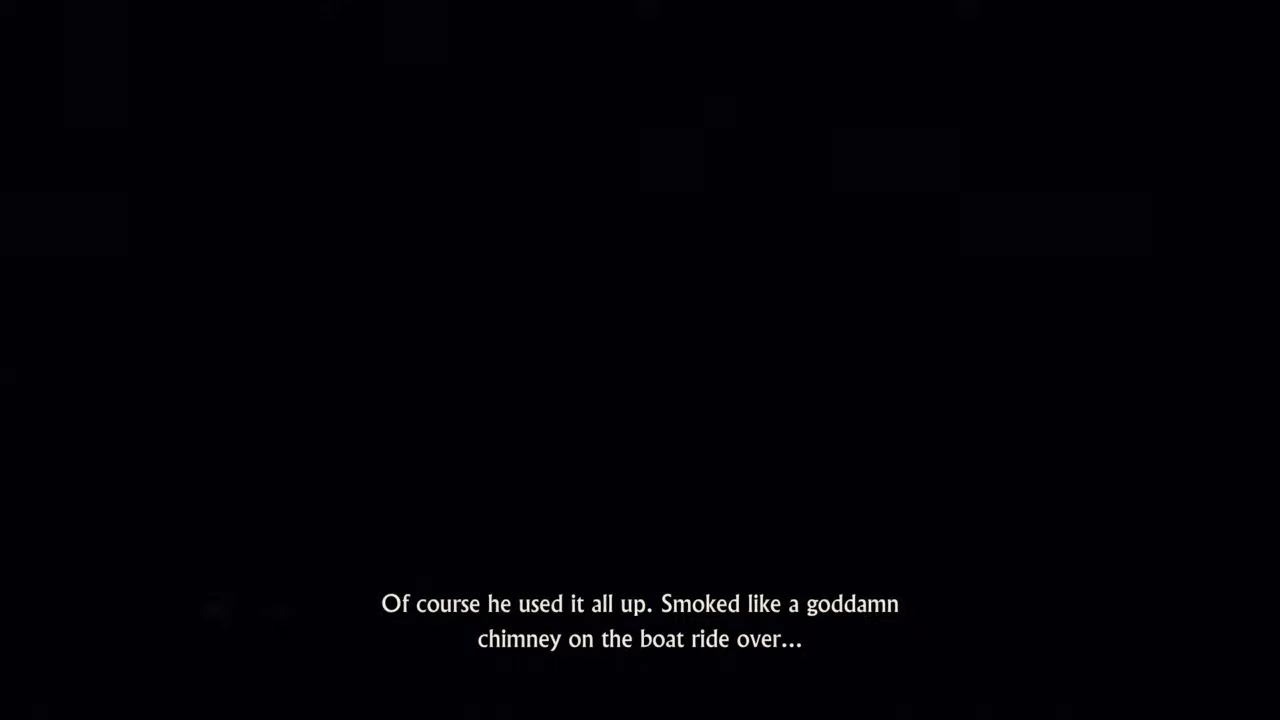 Of course he used it all up. Smoked like a goddamn
chimney on the boat ride over...